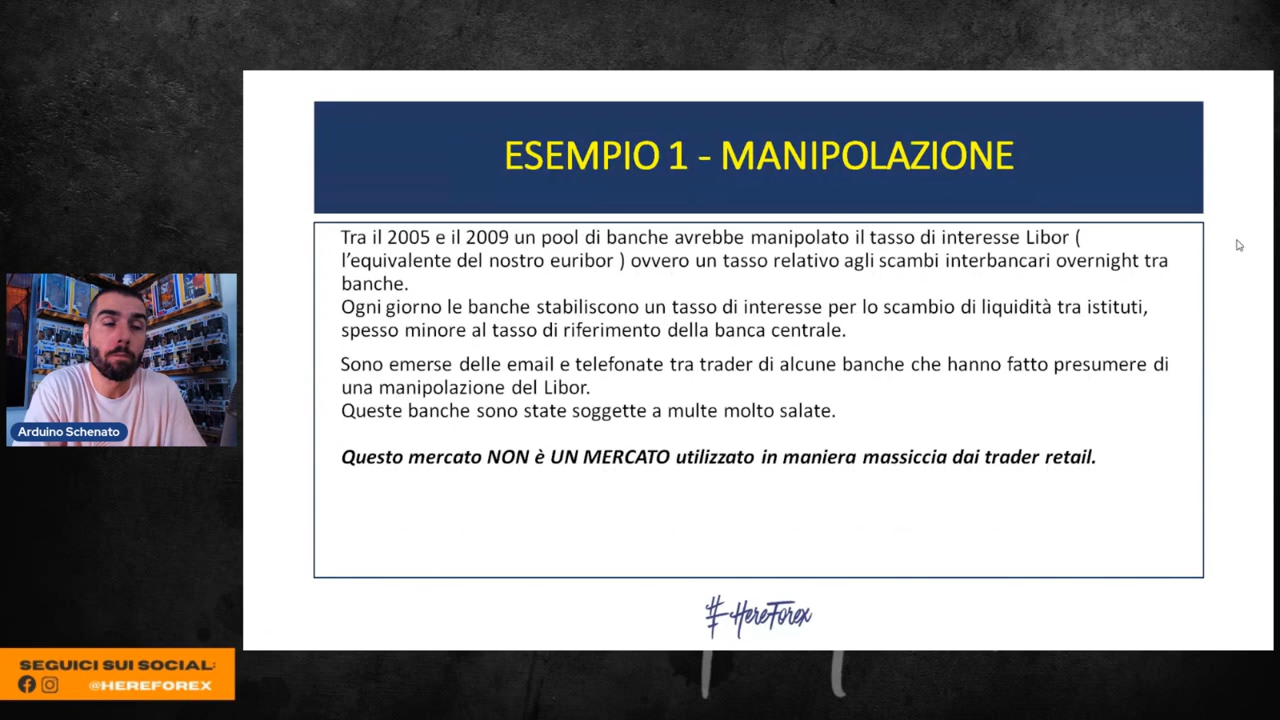 ESEMPIO 1 - MANIPOLAZIONE
Tra il 2005 e il 2009 un pool di banche avrebbe manipolato il tasso di interesse Libor (
l’equivalente del nostro euribor ) ovvero un tasso relativo agli scambi interbancari overnight tra
banche.
Ogni giorno le banche stabiliscono un tasso di interesse per lo scambio di liquidità tra istituti,
spesso minore al tasso di riferimento della banca centrale.
Sono emerse delle email e telefonate tra trader di alcune banche che hanno fatto presumere di
una manipolazione del Libor.
Queste banche sono state soggette a multe molto salate.
Questo mercato NON è UN MERCATO utilizzato in maniera massiccia dai trader retail.
#HereForex
Arduino Schenato
SEGUICI SUI SOCIAL:
@HEREFOREX